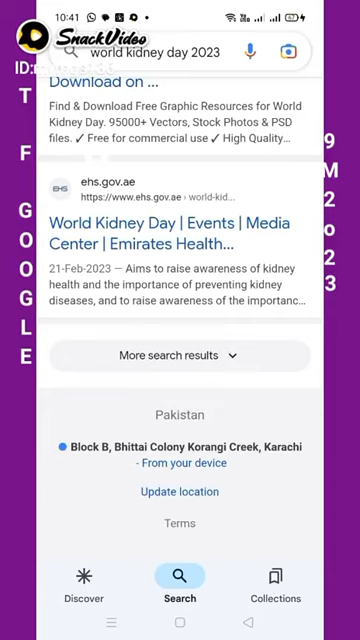 10:41
67
SnackVideo
world kidney day 2023
ID:
Download on ...
Find & Download Free Graphic Resources for World
Kidney Day. 95000+ Vectors, Stock Photos & PSD
files. ✓ Free for commercial use ✓ High Quality...
EHS
ehs.gov.ae
https://www.ehs.gov.ae › world-kid...
World Kidney Day | Events | Media
Center | Emirates Health...
21-Feb-2023 — Aims to raise awareness of kidney
health and the importance of preventing kidney
diseases, and to raise awareness of the importanc...
More search results
Pakistan
Block B, Bhittai Colony Korangi Creek, Karachi
- From your device
Update location
Terms
Discover
Search
Collections
T
F
G
O
O
G
L
E
9
M
2
o
2
3